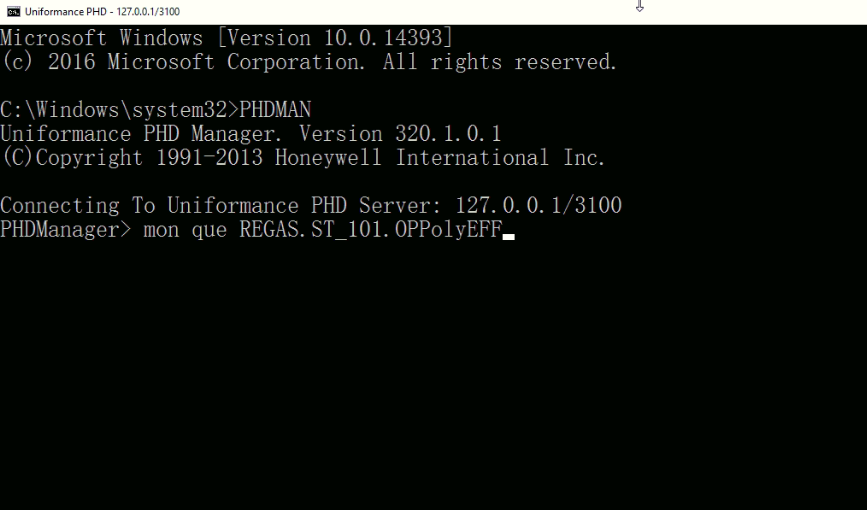 Uniformance PHD - 127.0.0.1/3100
Microsoft Windows [Version 10.0.14393]
(c) 2016 Microsoft Corporation. All rights reserved.
C:\Windows\system32>PHDMAN
Uniformance PHD Manager. Version 320.1.0.1
(C)Copyright 1991-2013 Honeywell International Inc.
Connecting To Uniformance PHD Server: 127.0.0.1/3100
PHDManager> mon que REGAS.ST_101.OPPolyEFF